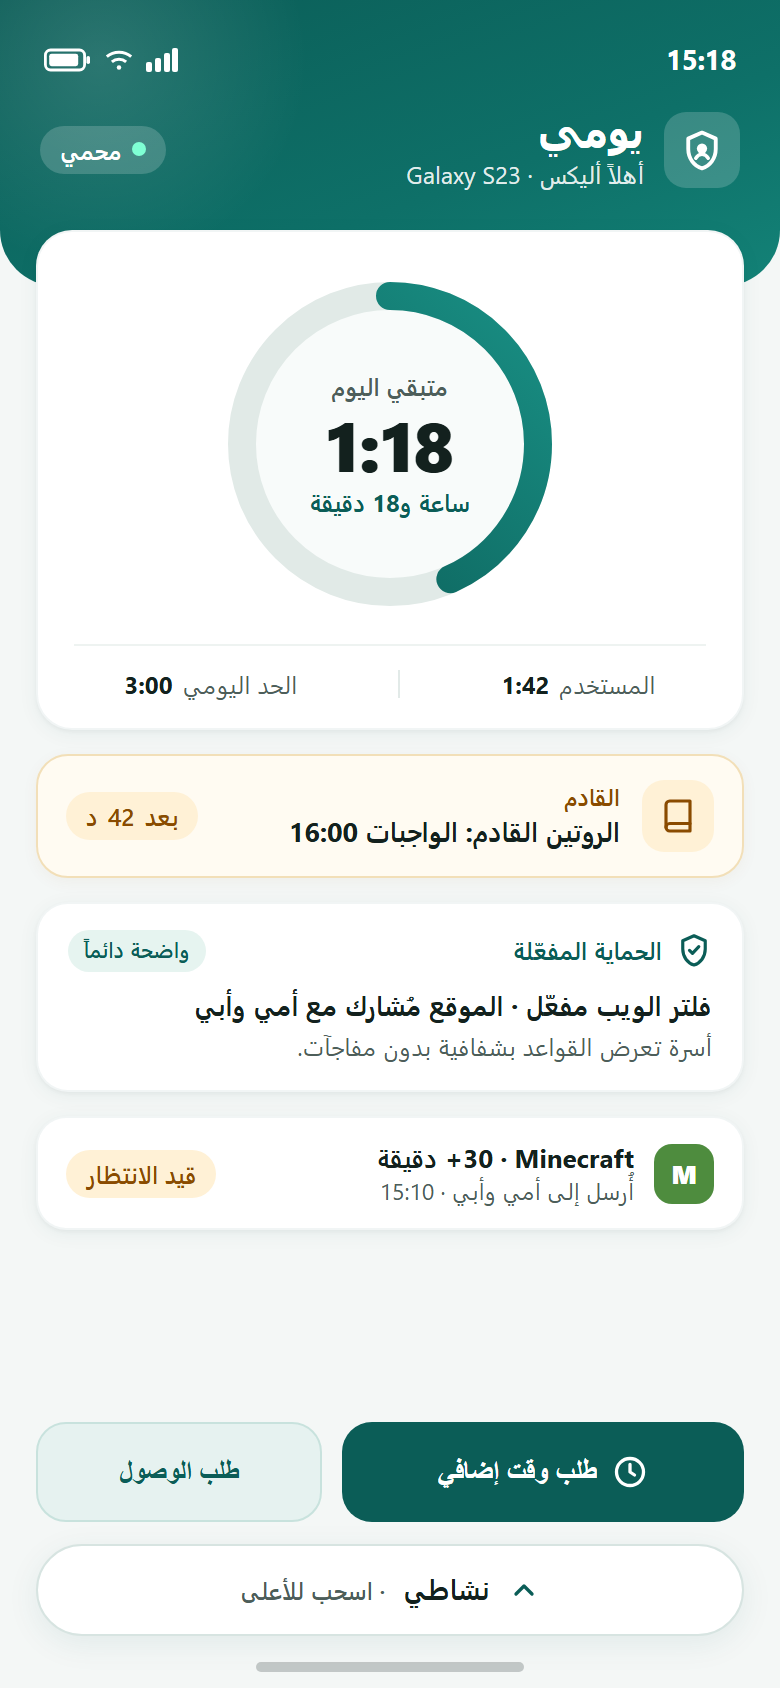 15:18
يومي
أهلاً أليكس · Galaxy S23
محمي
متبقي اليوم
1:18
ساعة و18 دقيقة
المستخدم 1:42
الحد اليومي 3:00
القادم
الروتين القادم: الواجبات 16:00
بعد 42 د
الحماية المفعّلة
واضحة دائماً
فلتر الويب مفعّل · الموقع مُشارك مع أمي وأبي
أسرة تعرض القواعد بشفافية بدون مفاجآت.
M
Minecraft · +30 دقيقة
أُرسل إلى أمي وأبي · 15:10
قيد الانتظار
طلب وقت إضافي
طلب الوصول
نشاطي · اسحب للأعلى